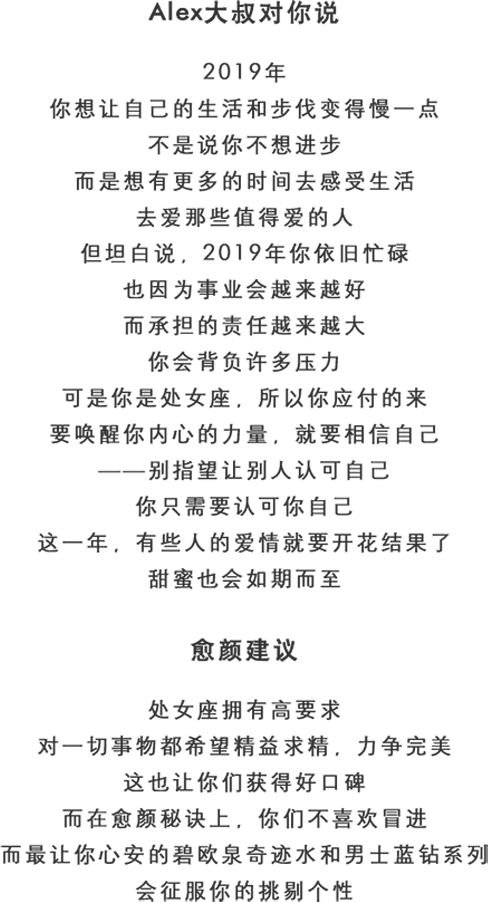 Alex大叔对你说
2019年
你想让自己的生活和步伐变得慢一点
不是说你不想进步
而是想有更多的时间去感受生活
去爱那些值得爱的人
但坦白说，2019年你依旧忙碌
也因为事业会越来越好
而承担的责任越来越大
你会背负许多压力
可是你是处女座，所以你应付的来
要唤醒你内心的力量，就要相信自己
——别指望让别人认可自己
你只需要认可你自己
这一年，有些人的爱情就要开花结果了
甜蜜也会如期而至
愈颜建议
处女座拥有高要求
对一切事物都希望精益求精，力争完美
这也让你们获得好口碑
而在愈颜秘诀上，你们不喜欢冒进
而最让你心安的碧欧泉奇迹水和男士蓝钻系列
会征服你的挑剔个性